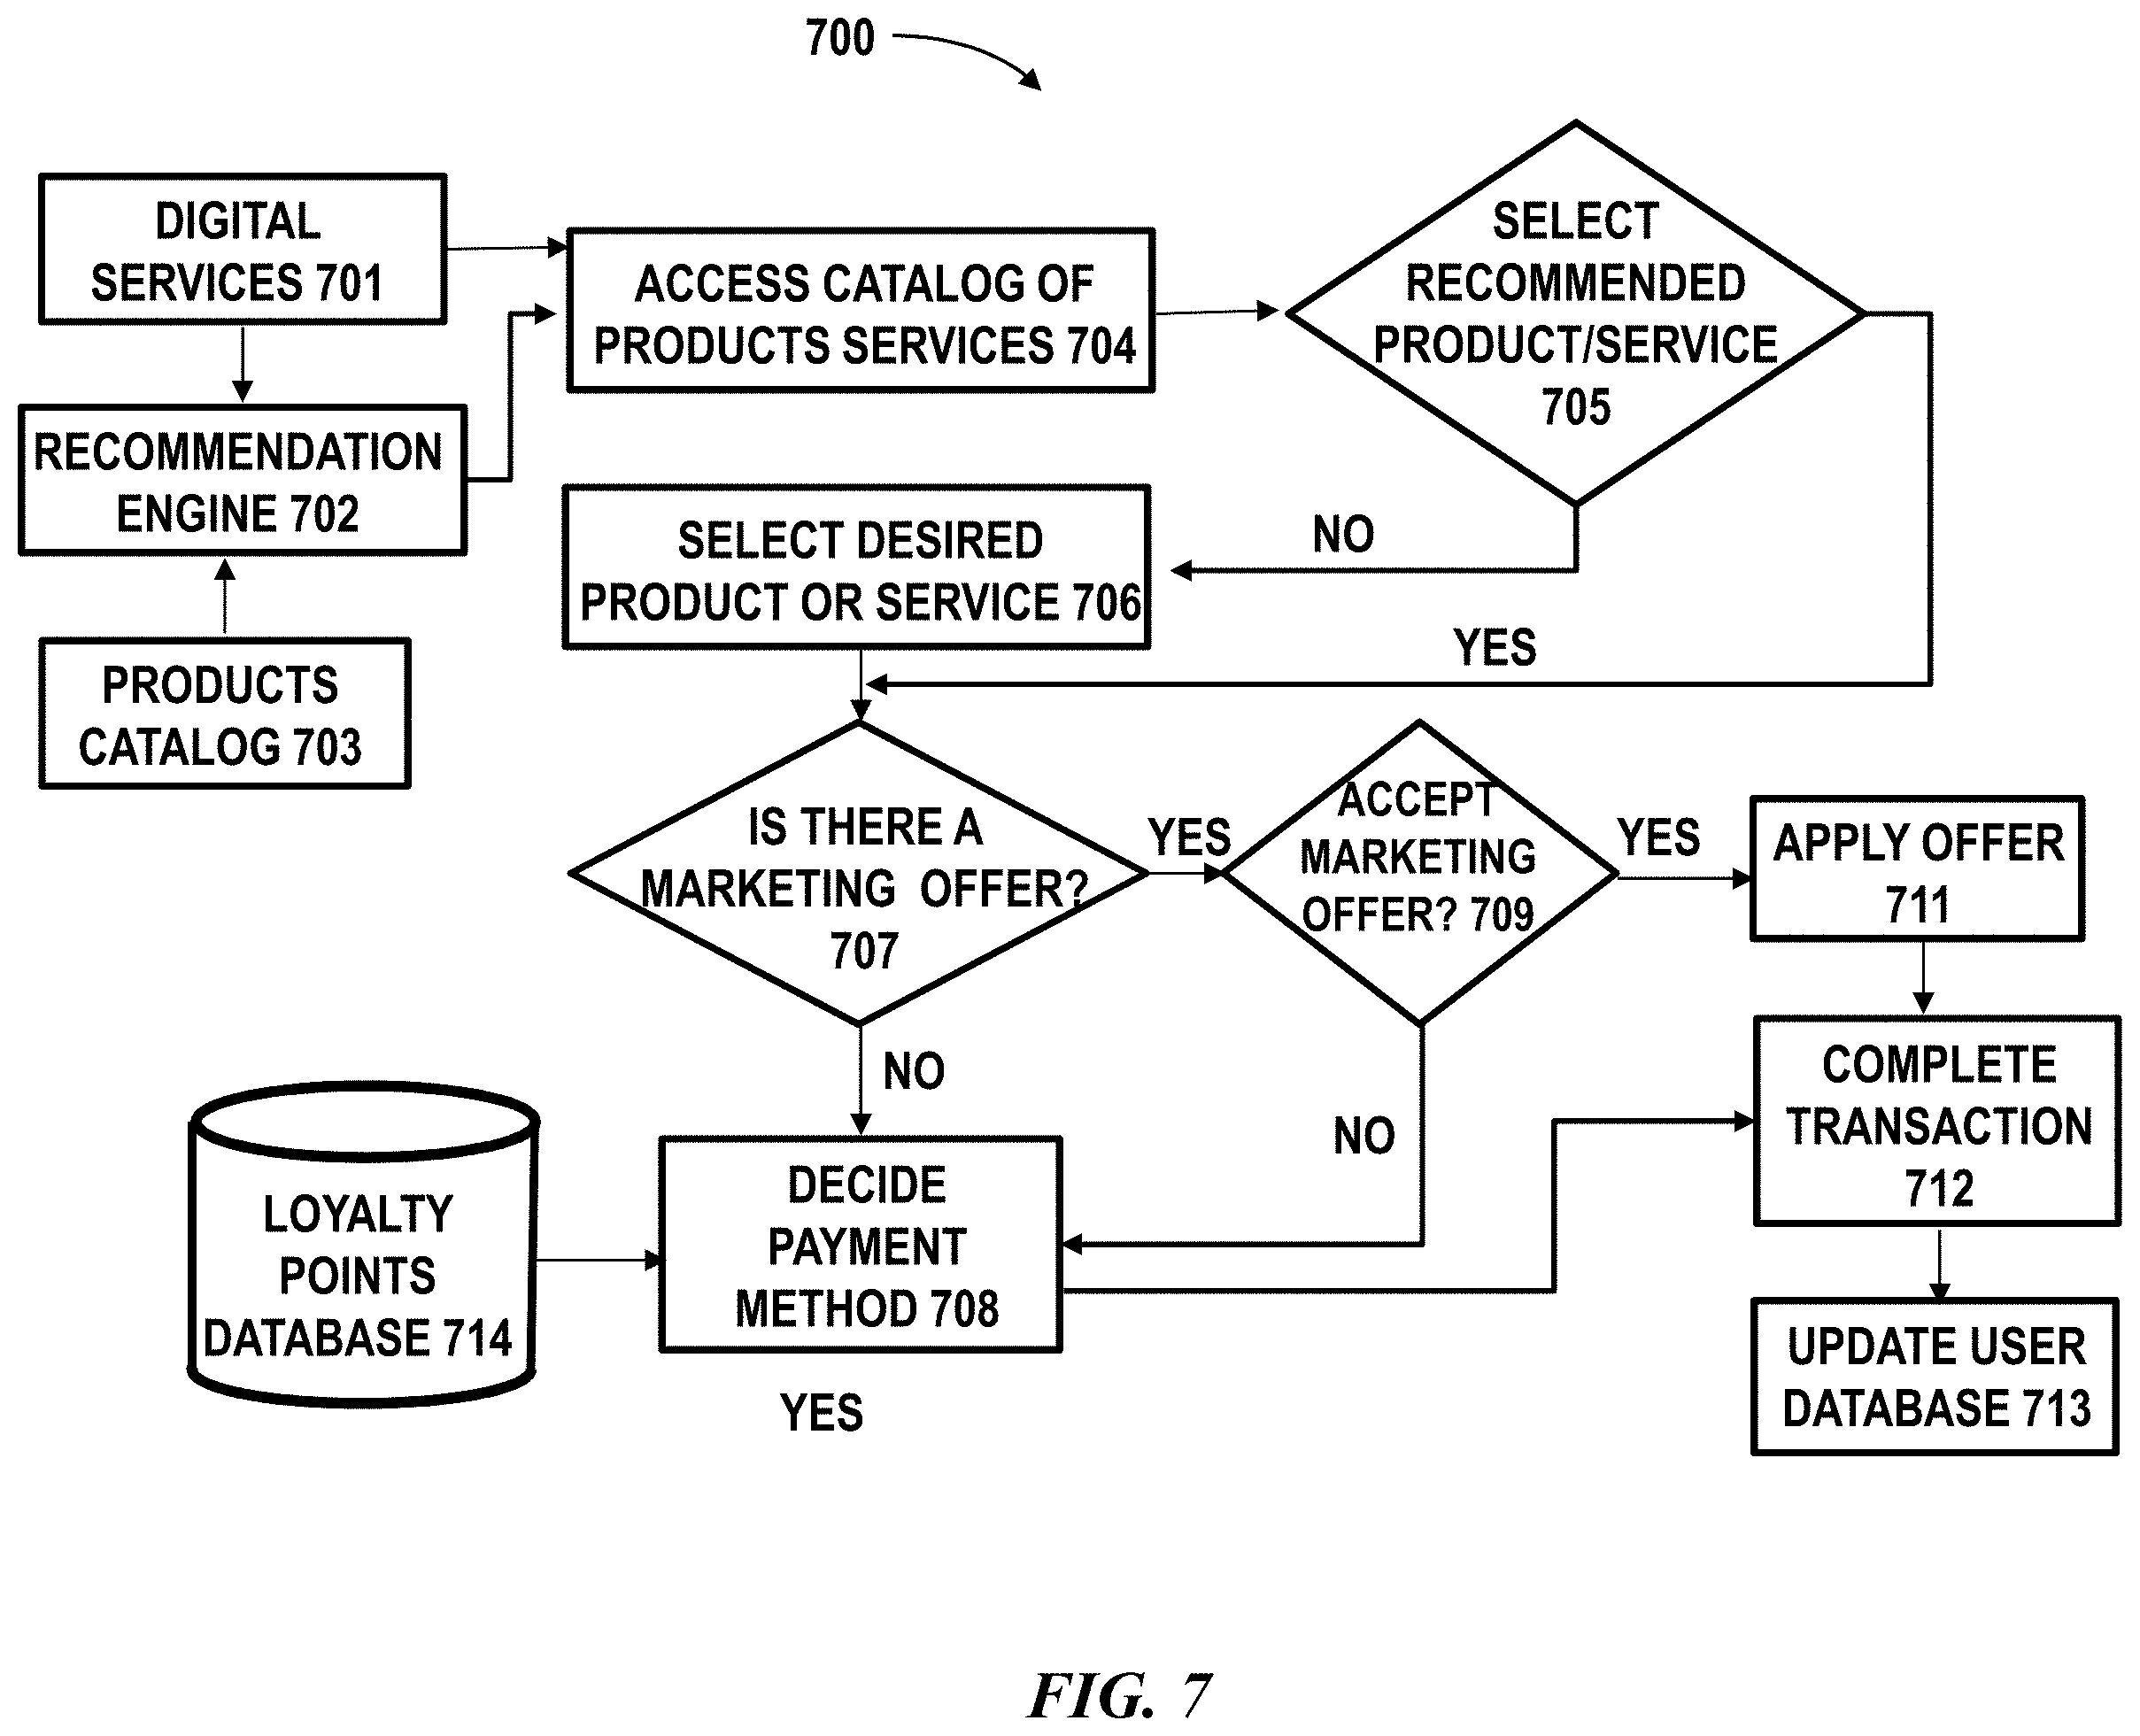 700
DIGITAL
SERVICES 701
ACCESS CATALOG OF
PRODUCTS SERVICES 704
SELECT
RECOMMENDED
PRODUCT/SERVICE
705
RECOMMENDATION
ENGINE 702
SELECT DESIRED
PRODUCT OR SERVICE 706
NO
YES
PRODUCTS
CATALOG 703
IS THERE A
MARKETING OFFER?
707
YES
ACCEPT
MARKETING
OFFER? 709
YES
APPLY OFFER
711
NO
NO
COMPLETE
TRANSACTION
712
LOYALTY
POINTS
DATABASE 714
DECIDE
PAYMENT
METHOD 708
YES
UPDATE USER
DATABASE 713
FIG. 7